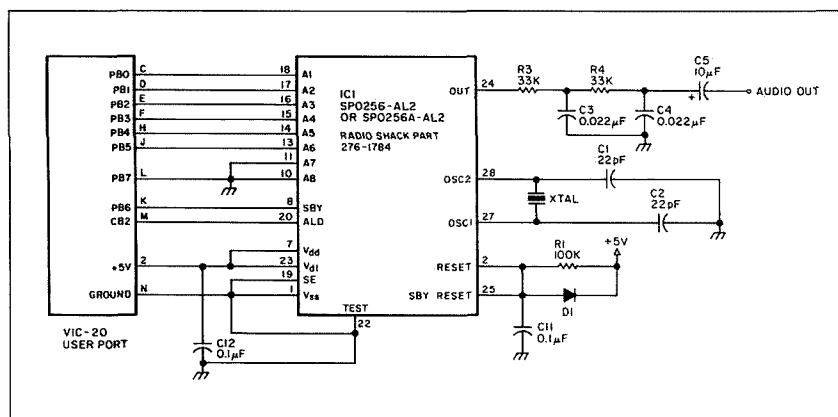 PB0 C 18 A1
PB1 D 17 A2
PB2 E 16 A3
PB3 F 15 A4
PB4 H 14 A5
PB5 J 13 A6
11 A7
PB7 L 10 A8
PB6 K 8 SBY
CB2 M 20 ALD
7 Vdd
+5V 2 23 Vd1
19 SE
GROUND N 1 Vss
TEST
22
VIC-20
USER PORT
C12
0.1µF
IC1
SPO256-AL2
OR SPO256A-AL2
RADIO SHACK PART
276-1784
OUT 24
R3
33K
R4
33K
C5
10µF
+
AUDIO OUT
C3
0.022µF
C4
0.022µF
OSC2 28
C1
22pF
XTAL
C2
22pF
OSC1 27
+5V
R1
100K
RESET 2
SBY RESET 25
D1
C11
0.1µF